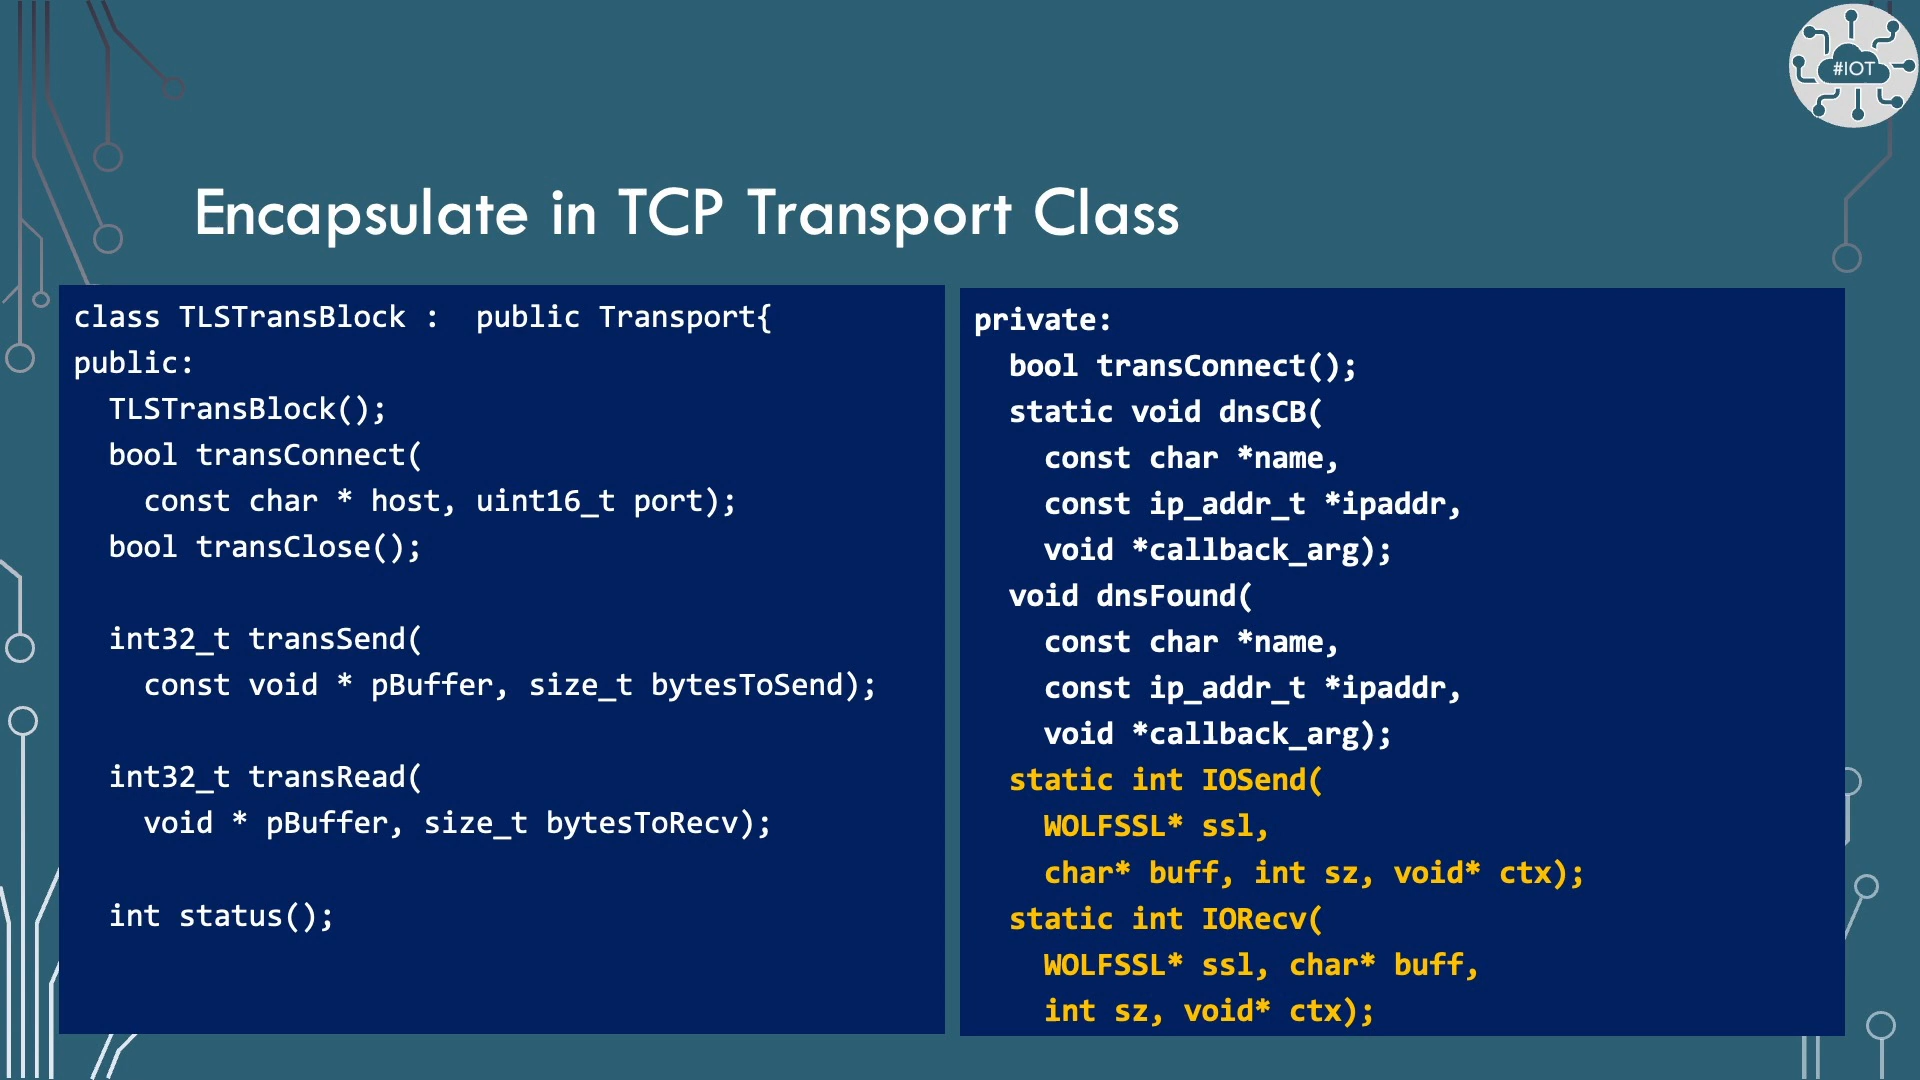 #IOT
Encapsulate in TCP Transport Class
class TLSTransBlock :  public Transport{
public:
  TLSTransBlock();
  bool transConnect(
    const char * host, uint16_t port);
  bool transClose();
  int32_t transSend(
    const void * pBuffer, size_t bytesToSend);
  int32_t transRead(
    void * pBuffer, size_t bytesToRecv);
  int status();
private:
  bool transConnect();
  static void dnsCB(
    const char *name,
    const ip_addr_t *ipaddr,
    void *callback_arg);
  void dnsFound(
    const char *name,
    const ip_addr_t *ipaddr,
    void *callback_arg);
  static int IOSend(
    WOLFSSL* ssl,
    char* buff, int sz, void* ctx);
  static int IORecv(
    WOLFSSL* ssl, char* buff,
    int sz, void* ctx);